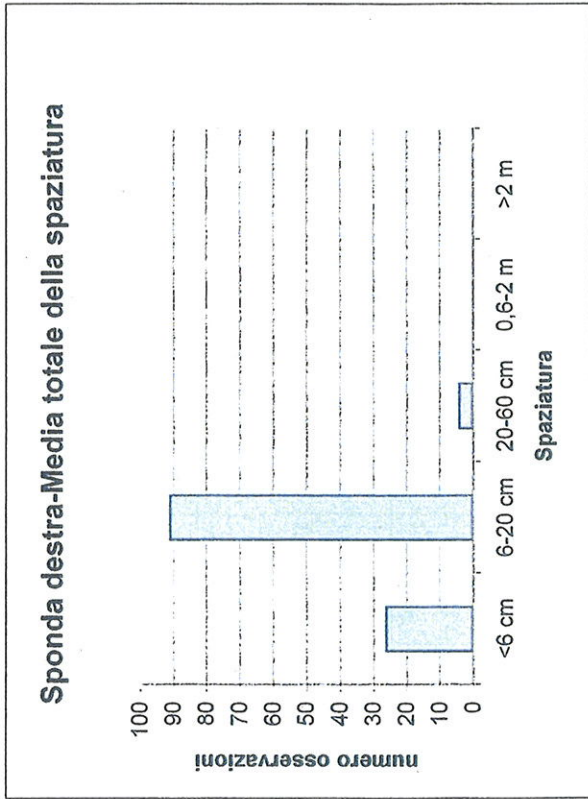 Sponda destra-Media totale della spaziatura
numero osservazioni
100
90
80
70
60
50
40
30
20
10
0
<6 cm
6-20 cm
20-60 cm
0,6-2 m
>2 m
Spaziatura